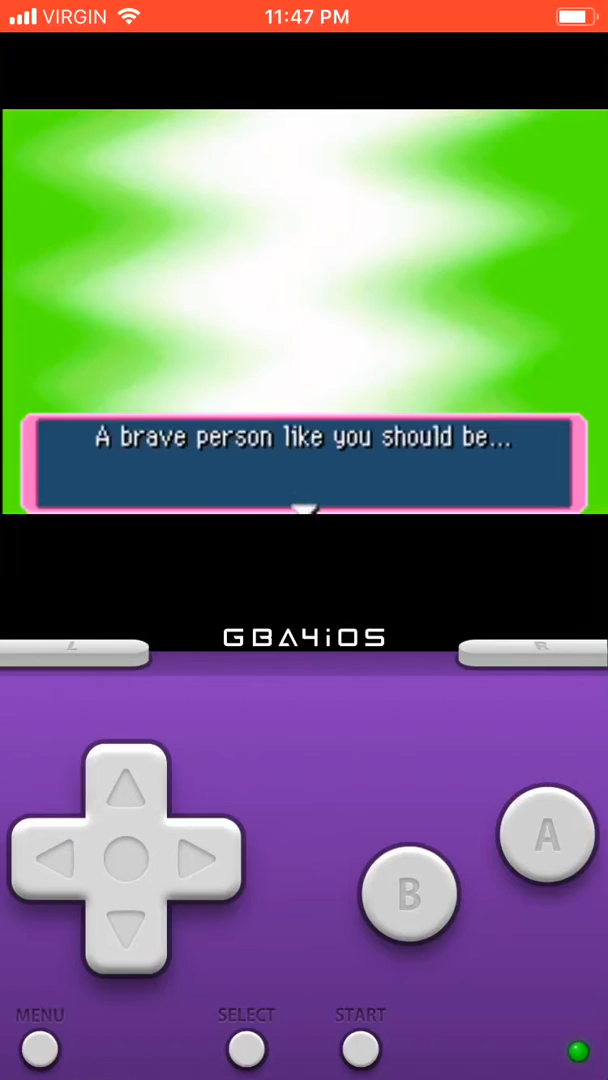 VIRGIN
11:47 PM
A brave person like you should be...
GBA4iOS
L
R
A
B
MENU
SELECT
START